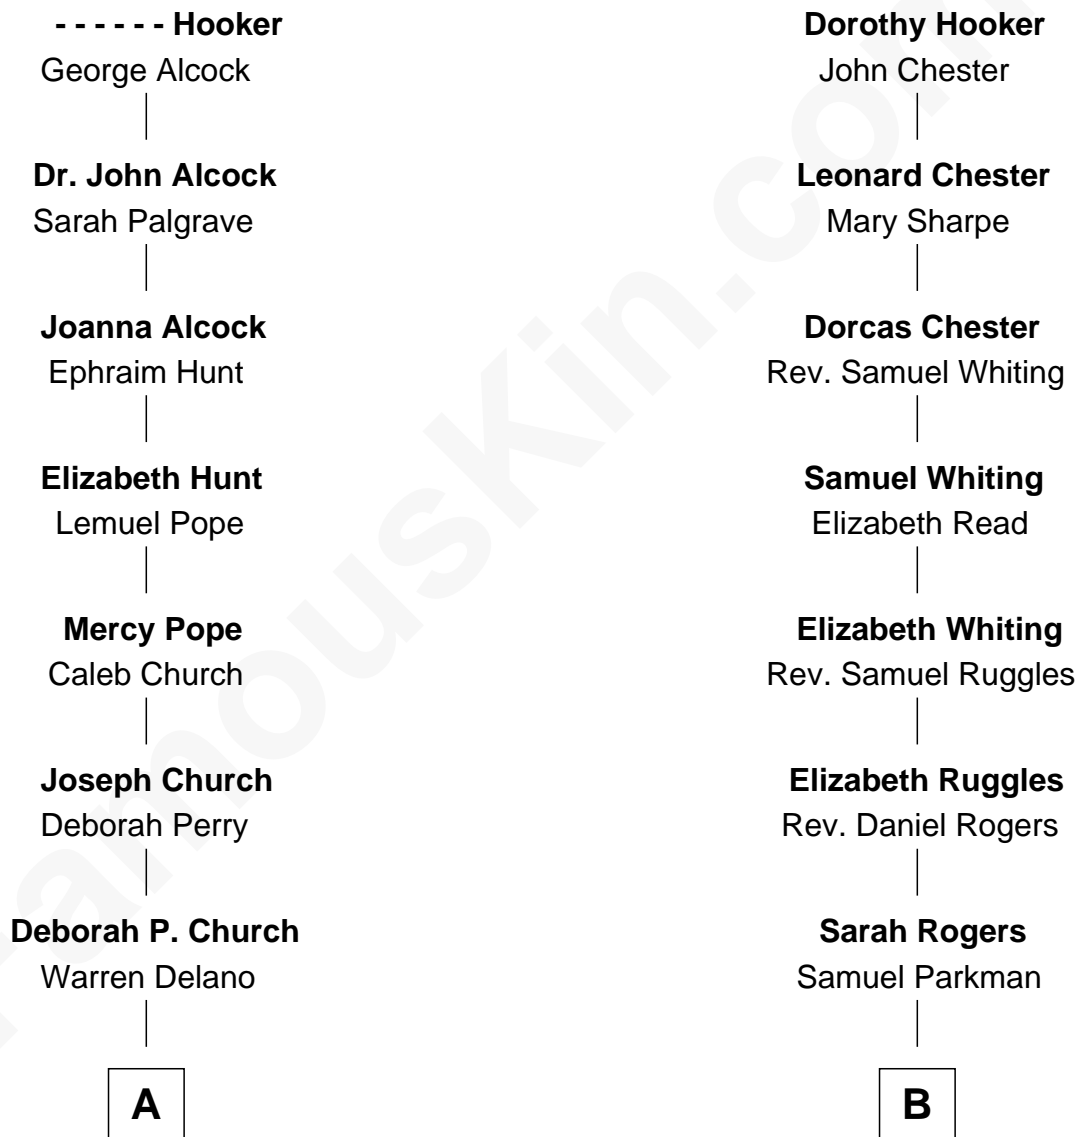 - - - - - - Hooker
George Alcock
Dr. John Alcock
Sarah Palgrave
Joanna Alcock
Ephraim Hunt
Elizabeth Hunt
Lemuel Pope
Mercy Pope
Caleb Church
Joseph Church
Deborah Perry
Deborah P. Church
Warren Delano
A
Dorothy Hooker
John Chester
Leonard Chester
Mary Sharpe
Dorcas Chester
Rev. Samuel Whiting
Samuel Whiting
Elizabeth Read
Elizabeth Whiting
Rev. Samuel Ruggles
Elizabeth Ruggles
Rev. Daniel Rogers
Sarah Rogers
Samuel Parkman
B
FamousKin.com